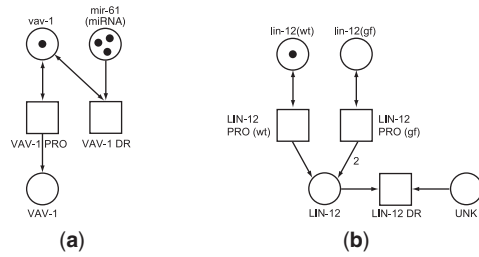 vav-1
mir-61
(miRNA)
VAV-1 PRO
VAV-1 DR
VAV-1
(a)
lin-12(wt)
lin-12(gf)
LIN-12
PRO (wt)
LIN-12
PRO (gf)
2
LIN-12
LIN-12 DR
UNK
(b)